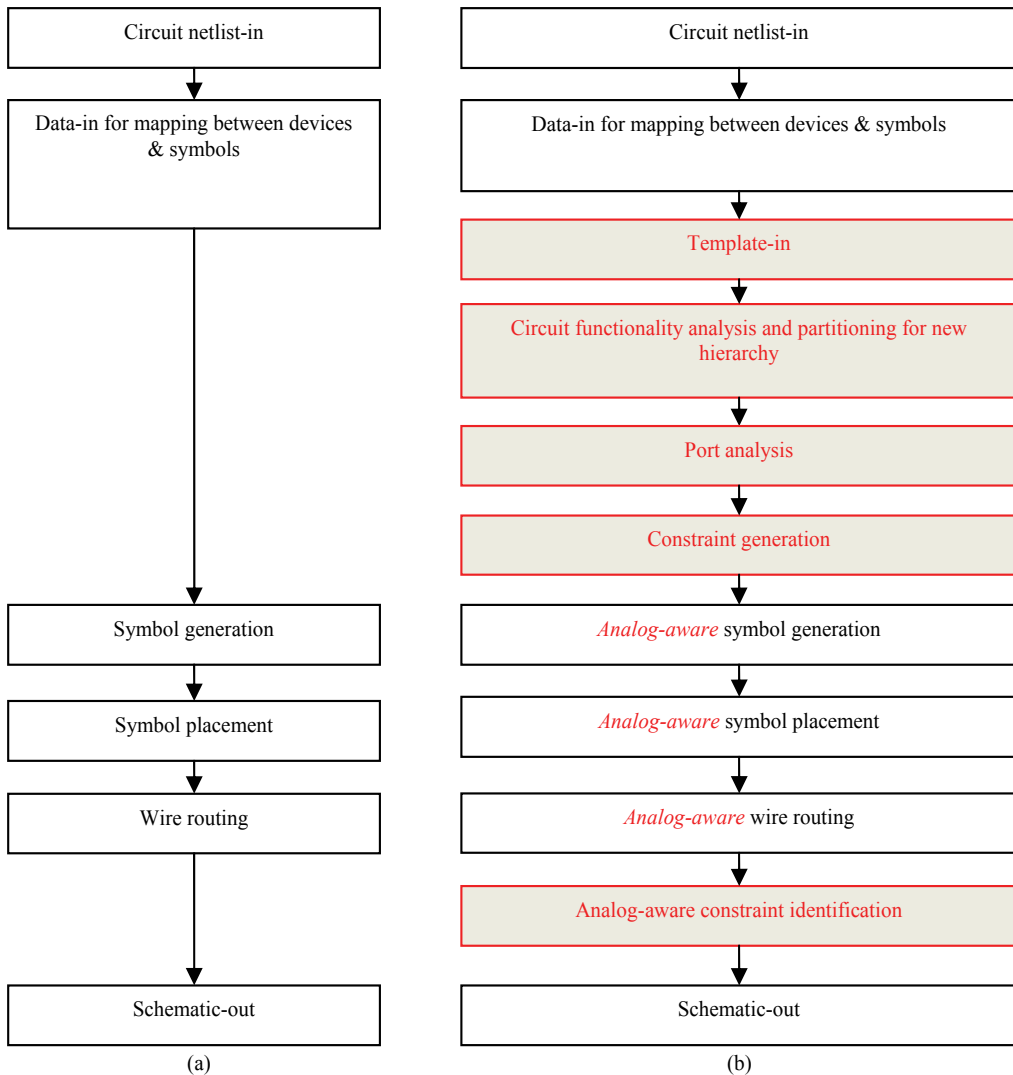 Circuit netlist-in
Data-in for mapping between devices
& symbols
Symbol generation
Symbol placement
Wire routing
Schematic-out
(a)
Circuit netlist-in
Data-in for mapping between devices & symbols
Template-in
Circuit functionality analysis and partitioning for new
hierarchy
Port analysis
Constraint generation
Analog-aware symbol generation
Analog-aware symbol placement
Analog-aware wire routing
Analog-aware constraint identification
Schematic-out
(b)